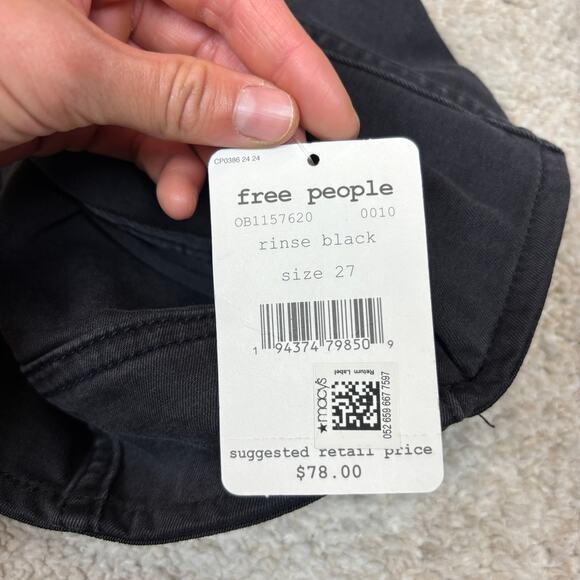 CP0386 24 24
free people
OB1157620 0010
rinse black
size 27
1 94374 79850 9
★macy's
Return Label
052 659 667 7597
suggested retail price
$78.00